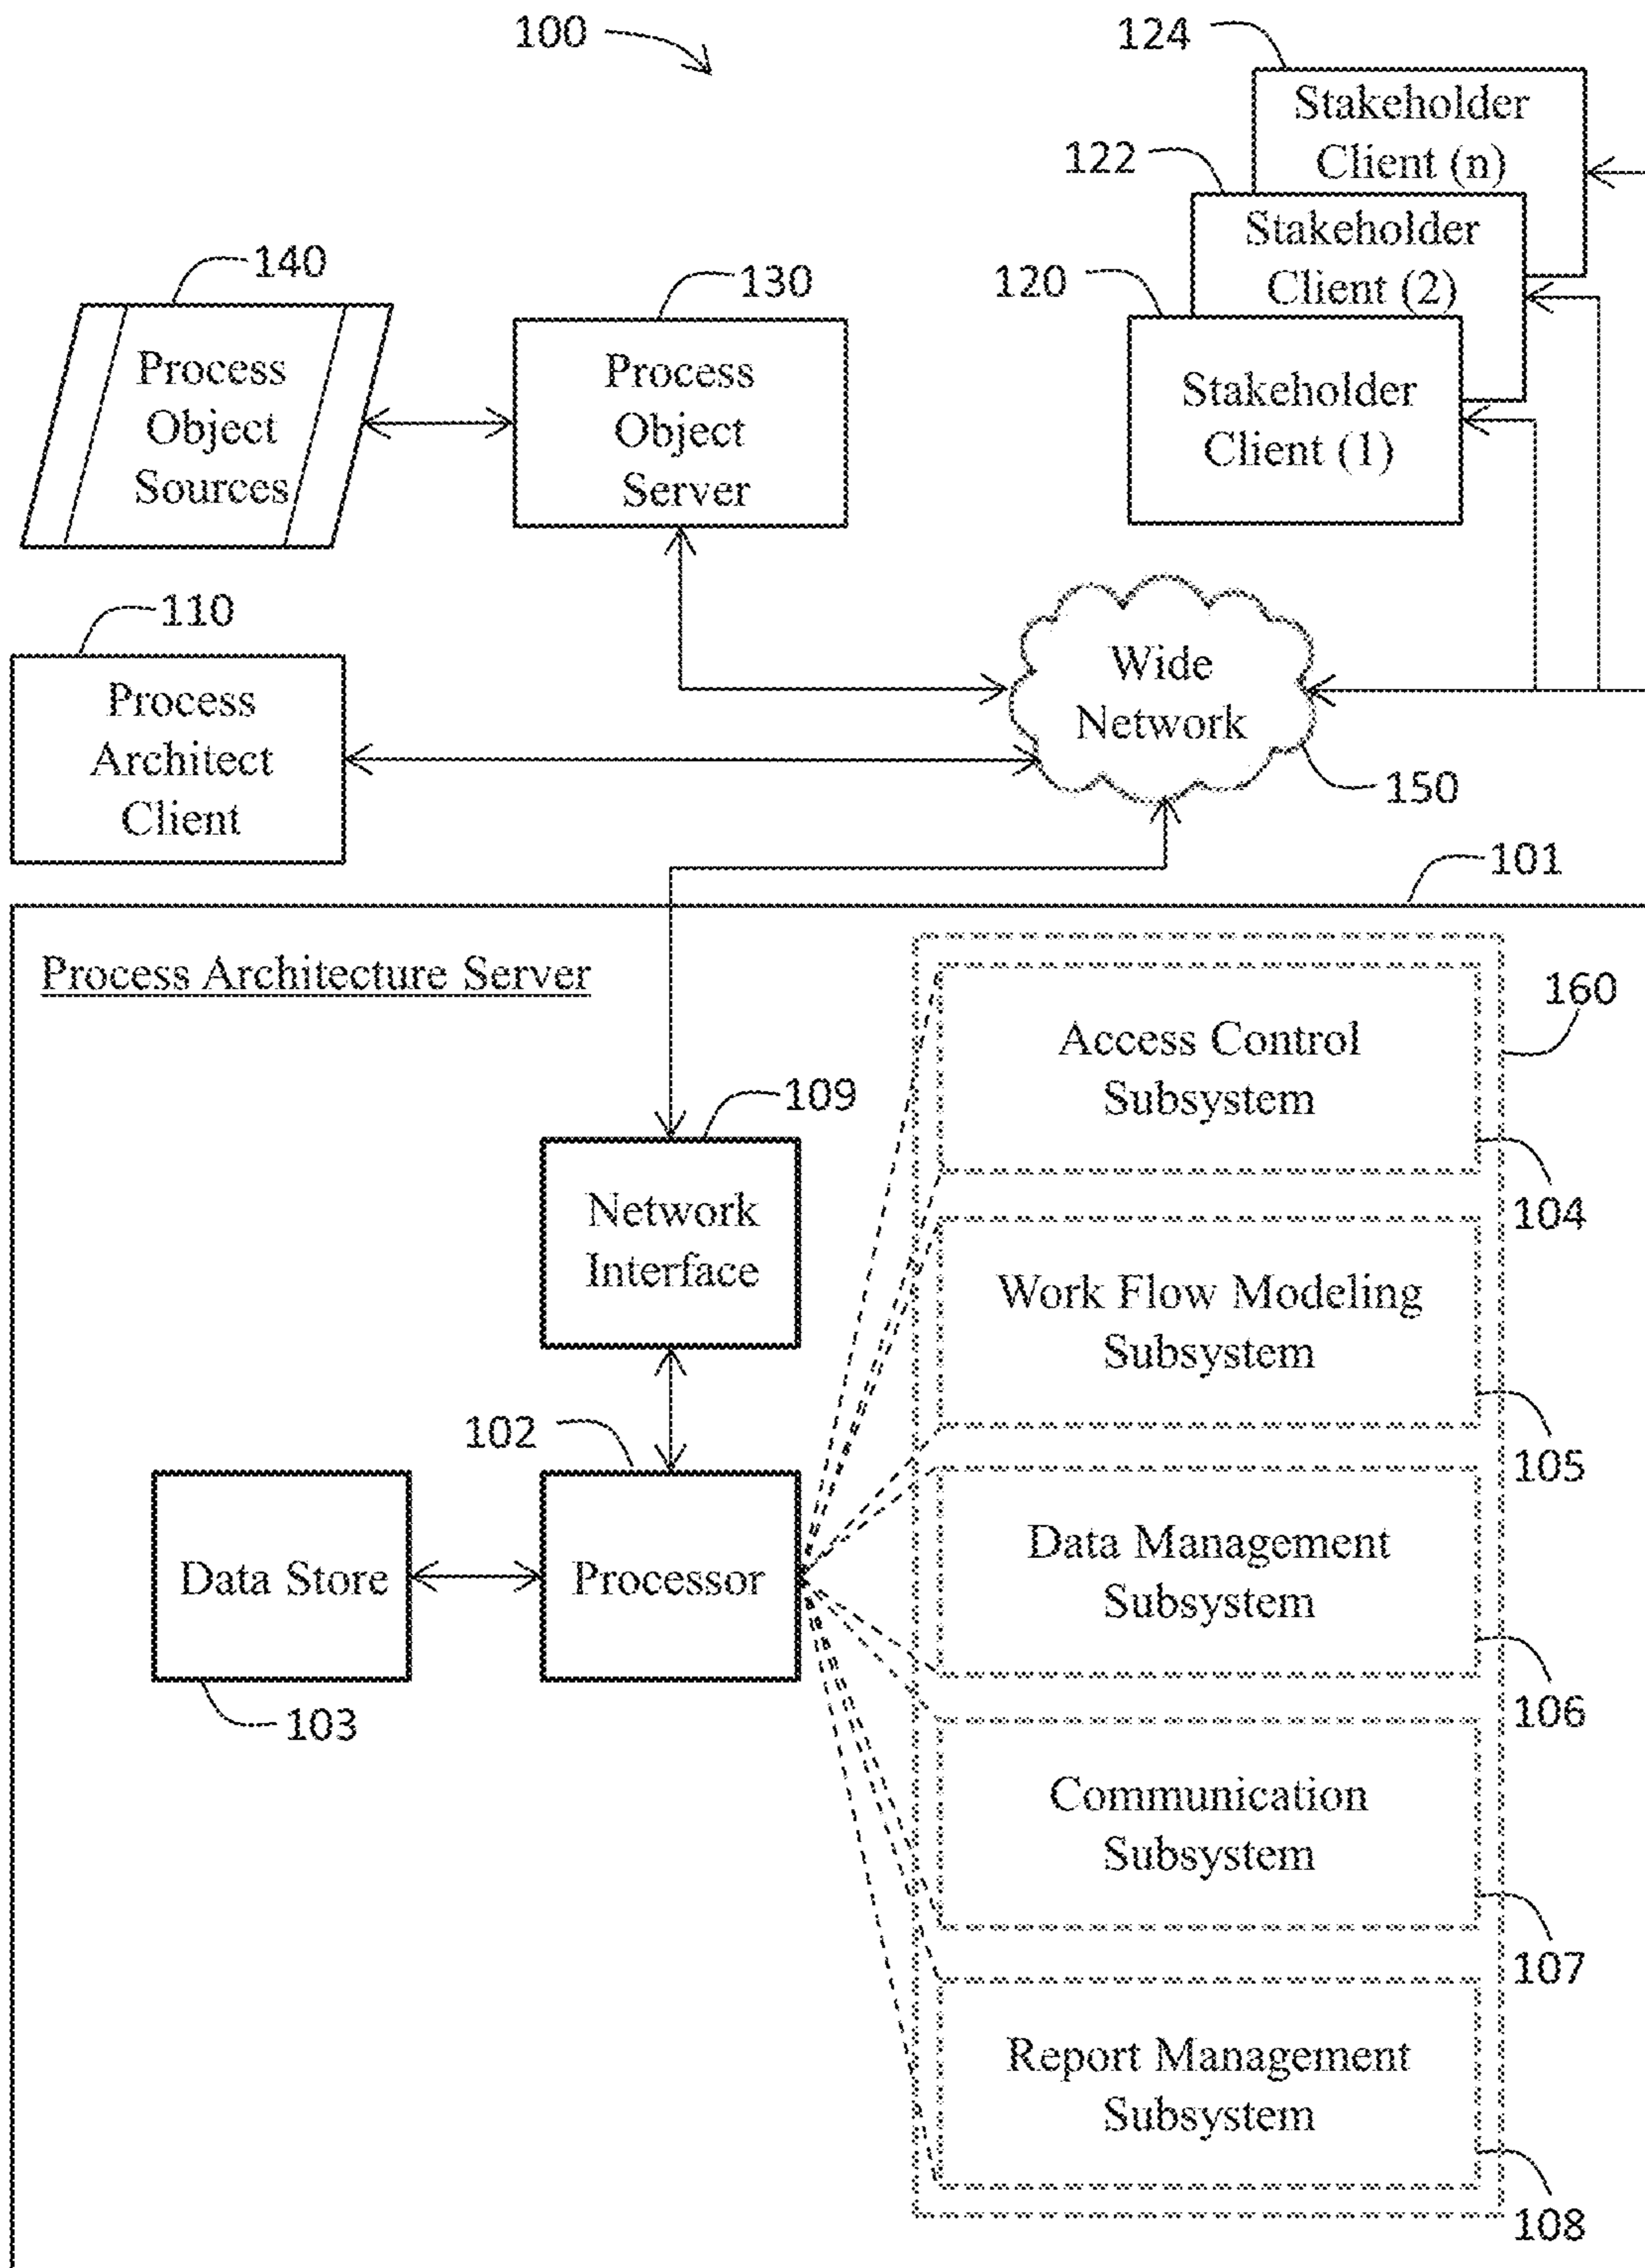 100
124
Stakeholder
Client (n)
122
Stakeholder
Client (2)
140
130
120
Process
Object
Sources
Process
Object
Server
Stakeholder
Client (1)
110
Process
Architect
Client
Wide
Network
150
101
Process Architecture Server
160
Access Control
Subsystem
109
104
Network
Interface
Work Flow Modeling
Subsystem
102
105
Data Store
Processor
Data Management
Subsystem
103
106
Communication
Subsystem
107
Report Management
Subsystem
108